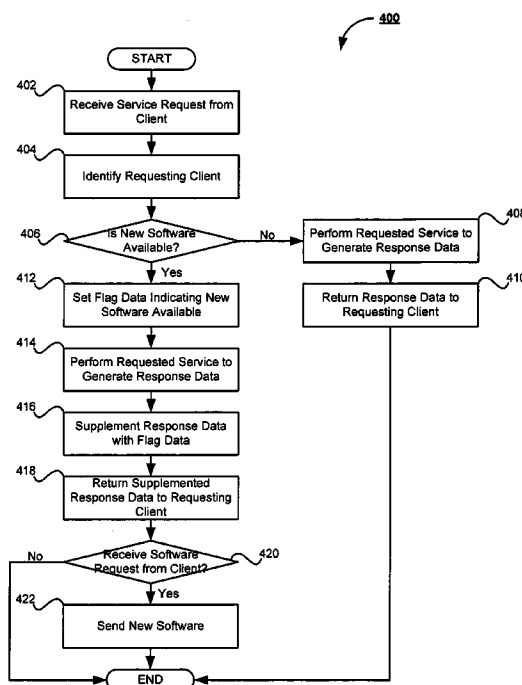 400
START
402
Receive Service Request from
Client
404
Identify Requesting Client
406
Is New Software
Available?
No
Yes
408
Perform Requested Service to
Generate Response Data
410
Return Response Data to
Requesting Client
412
Set Flag Data Indicating New
Software Available
414
Perform Requested Service to
Generate Response Data
416
Supplement Response Data
with Flag Data
418
Return Supplemented
Response Data to Requesting
Client
420
Receive Software
Request from Client?
No
Yes
422
Send New Software
END